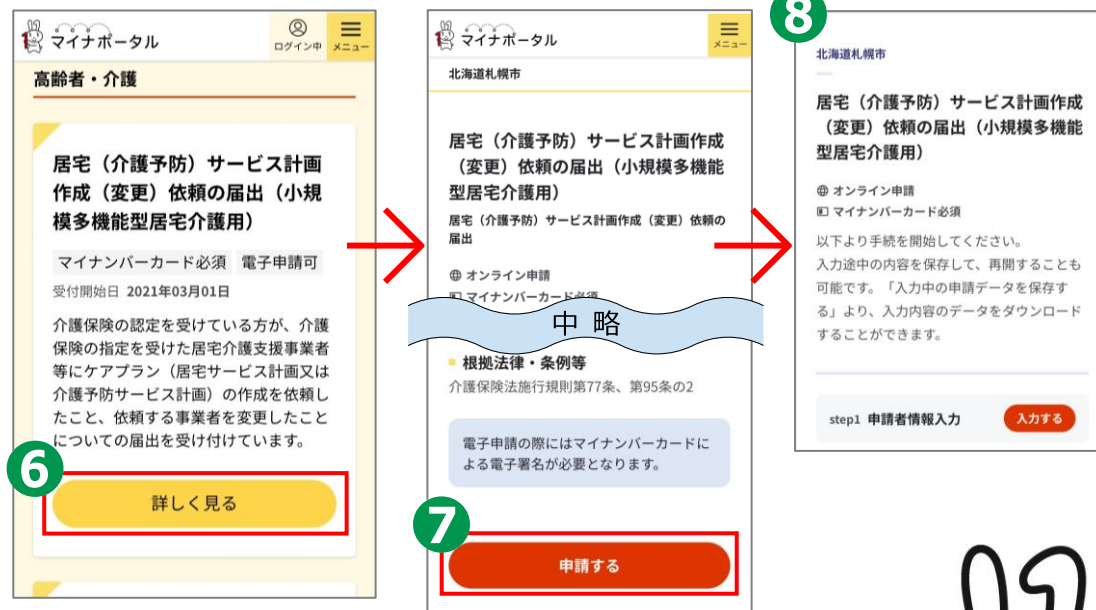 マイナポータル
ログイン中
メニュー
高齢者・介護
居宅（介護予防）サービス計画
作成（変更）依頼の届出（小規
模多機能型居宅介護用）
マイナンバーカード必須 電子申請可
受付開始日 2021年03月01日
介護保険の認定を受けている方が、介護
保険の指定を受けた居宅介護支援事業者
等にケアプラン（居宅サービス計画又は
介護予防サービス計画）の作成を依頼し
たこと、依頼する事業者を変更したこと
についての届出を受け付けています。
6
詳しく見る
マイナポータル
メニュー
北海道札幌市
居宅（介護予防）サービス計画作成
（変更）依頼の届出（小規模多機能
型居宅介護用）
居宅（介護予防）サービス計画作成（変更）依頼の
届出
オンライン申請
マイナンバーカード必須
中略
根拠法律・条例等
介護保険法施行規則第77条、第95条の2
電子申請の際にはマイナンバーカードに
よる電子署名が必要となります。
7
申請する
8
北海道札幌市
居宅（介護予防）サービス計画作成
（変更）依頼の届出（小規模多機能
型居宅介護用）
オンライン申請
マイナンバーカード必須
以下より手続を開始してください。
入力途中の内容を保存して、再開することも
可能です。「入力中の申請データを保存す
る」より、入力内容のデータをダウンロード
することができます。
step1 申請者情報入力
入力する